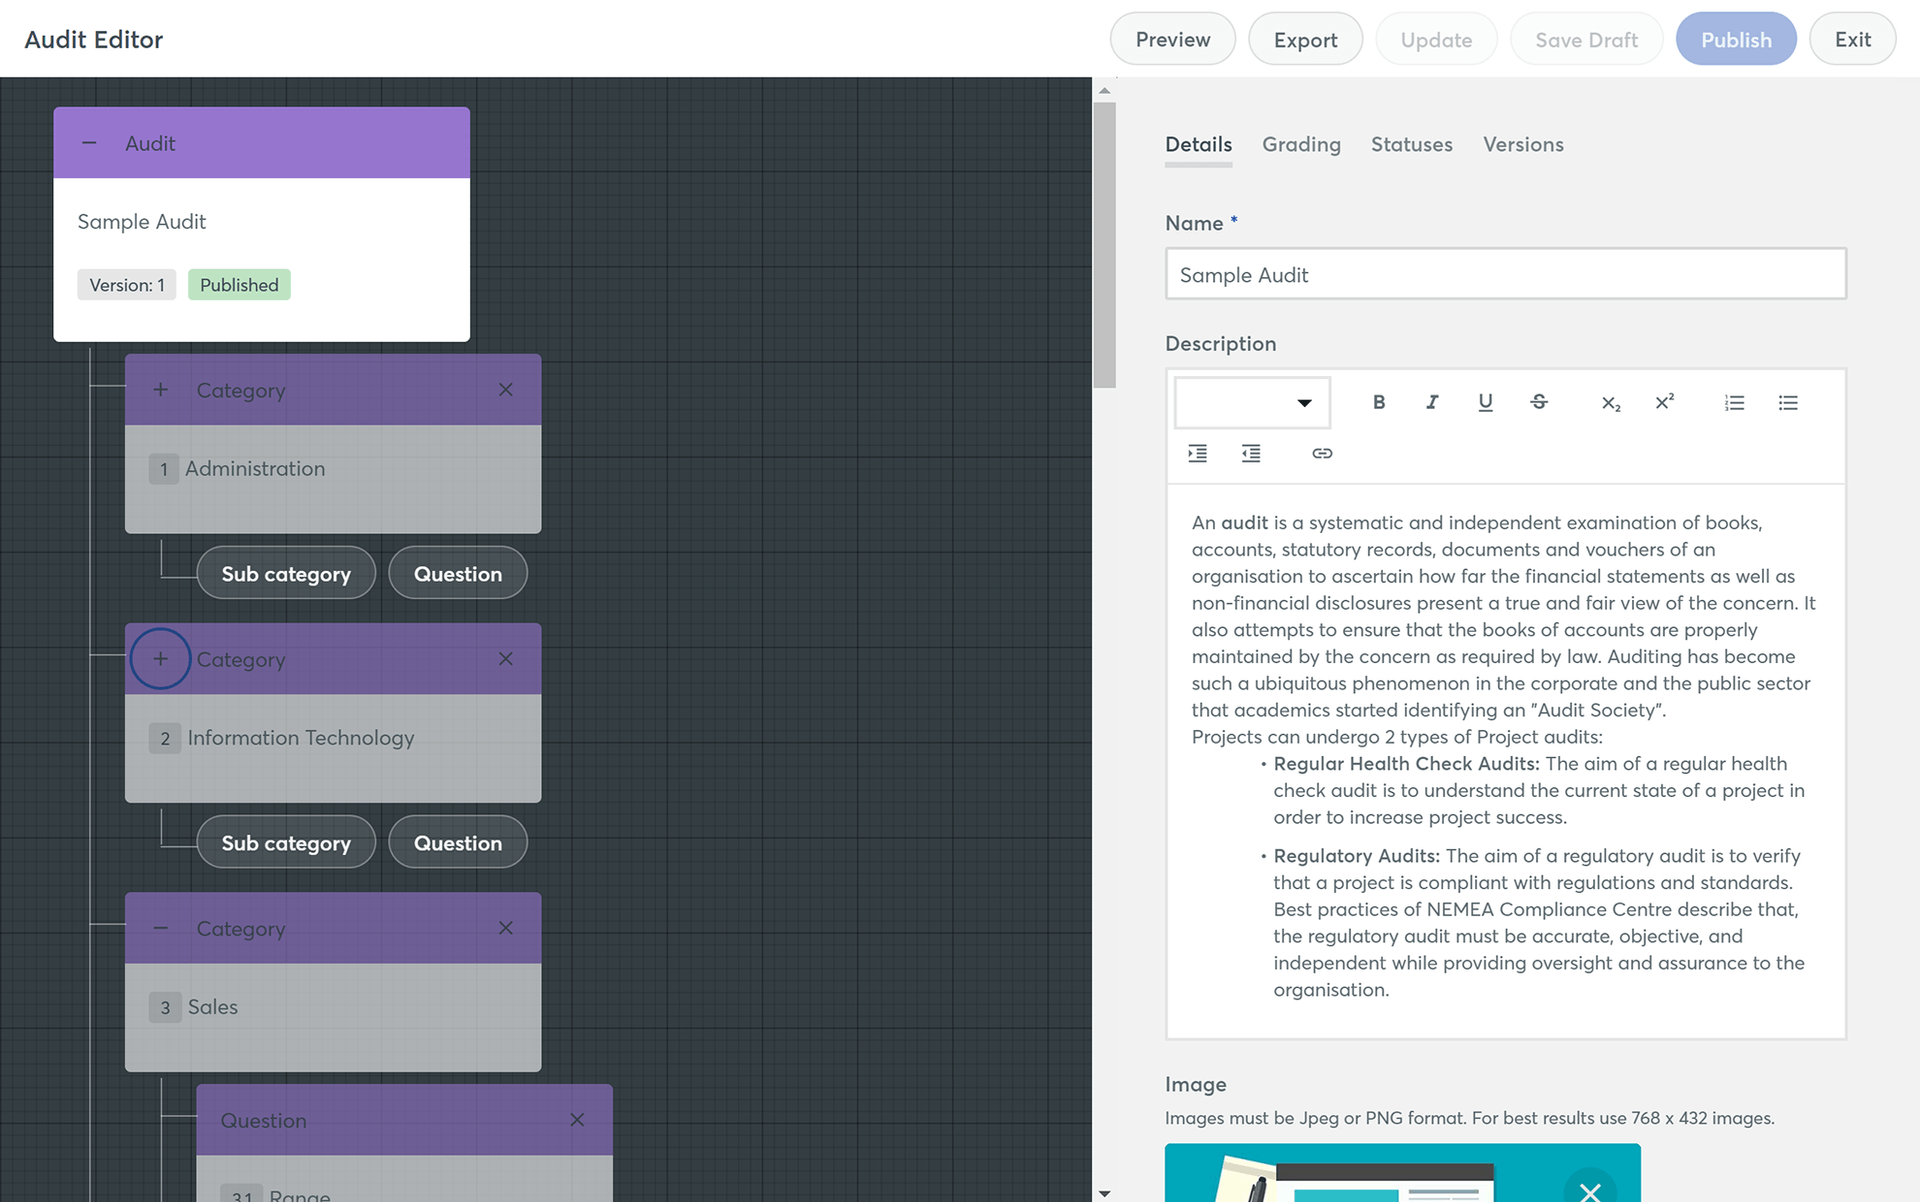 Audit Editor
Preview
Export
Update
Save Draft
Publish
Exit
Audit
Sample Audit
Version: 1
Published
Category
1 Administration
Sub category
Question
Category
2 Information Technology
Sub category
Question
Category
3 Sales
Question
3.1 Range
Details
Grading
Statuses
Versions
Name *
Sample Audit
Description
B I U S X₂ X²
An audit is a systematic and independent examination of books,
accounts, statutory records, documents and vouchers of an
organisation to ascertain how far the financial statements as well as
non-financial disclosures present a true and fair view of the concern. It
also attempts to ensure that the books of accounts are properly
maintained by the concern as required by law. Auditing has become
such a ubiquitous phenomenon in the corporate and the public sector
that academics started identifying an "Audit Society".
Projects can undergo 2 types of Project audits:
• Regular Health Check Audits: The aim of a regular health
check audit is to understand the current state of a project in
order to increase project success.
• Regulatory Audits: The aim of a regulatory audit is to verify
that a project is compliant with regulations and standards.
Best practices of NEMEA Compliance Centre describe that,
the regulatory audit must be accurate, objective, and
independent while providing oversight and assurance to the
organisation.
Image
Images must be Jpeg or PNG format. For best results use 768 x 432 images.